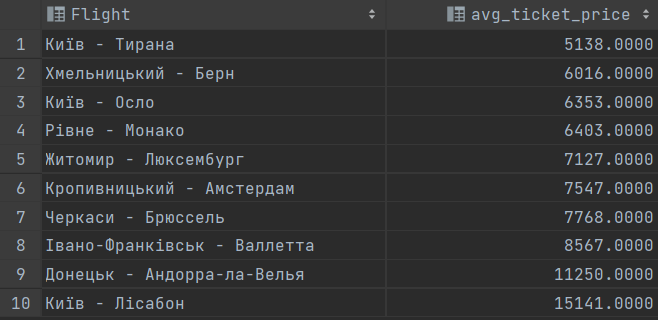 Flight avg_ticket_price
1 Київ - Тирана 5138.0000
2 Хмельницький - Берн 6016.0000
3 Київ - Осло 6353.0000
4 Рівне - Монако 6403.0000
5 Житомир - Люксембург 7127.0000
6 Кропивницький - Амстердам 7547.0000
7 Черкаси - Брюссель 7768.0000
8 Івано-Франківськ - Валлетта 8567.0000
9 Донецьк - Андорра-ла-Велья 11250.0000
10 Київ - Лісабон 15141.0000